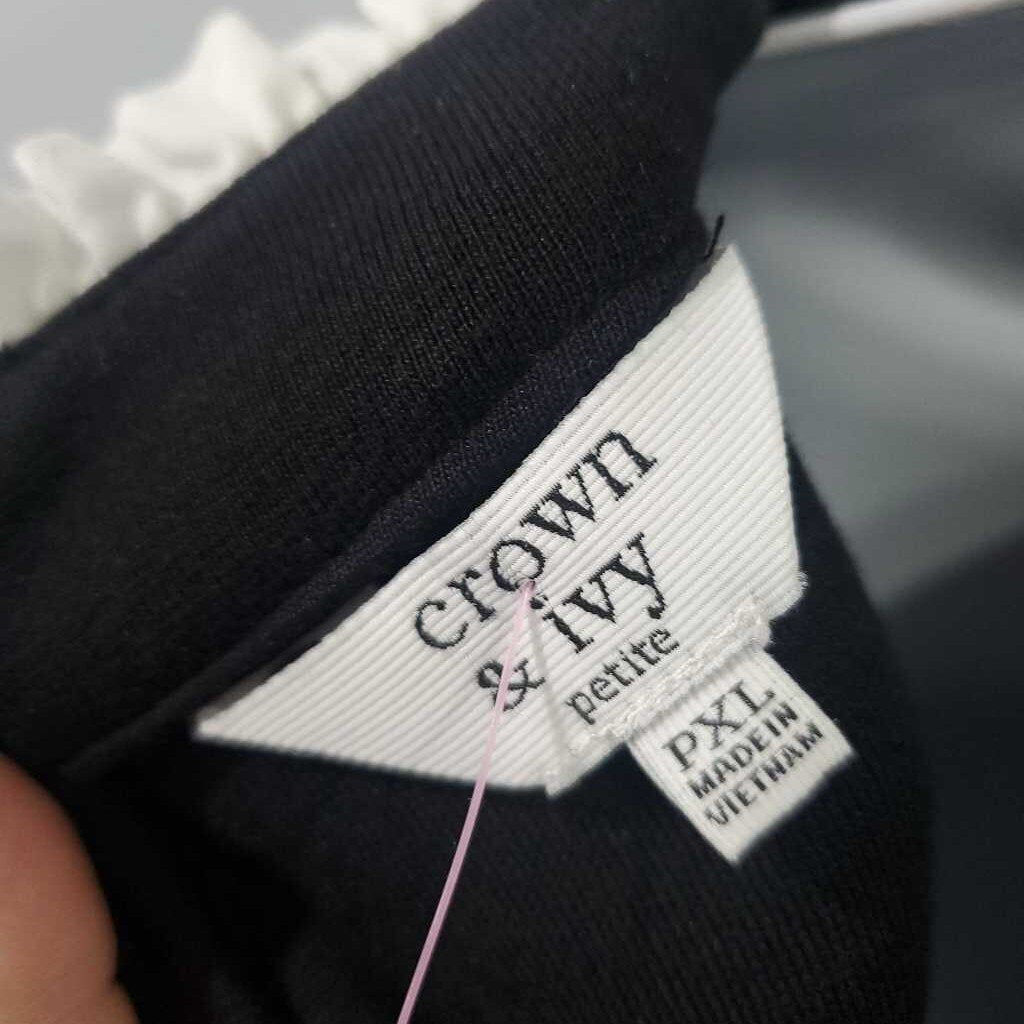 crown
& ivy
petite
PXL
MADE IN
VIETNAM